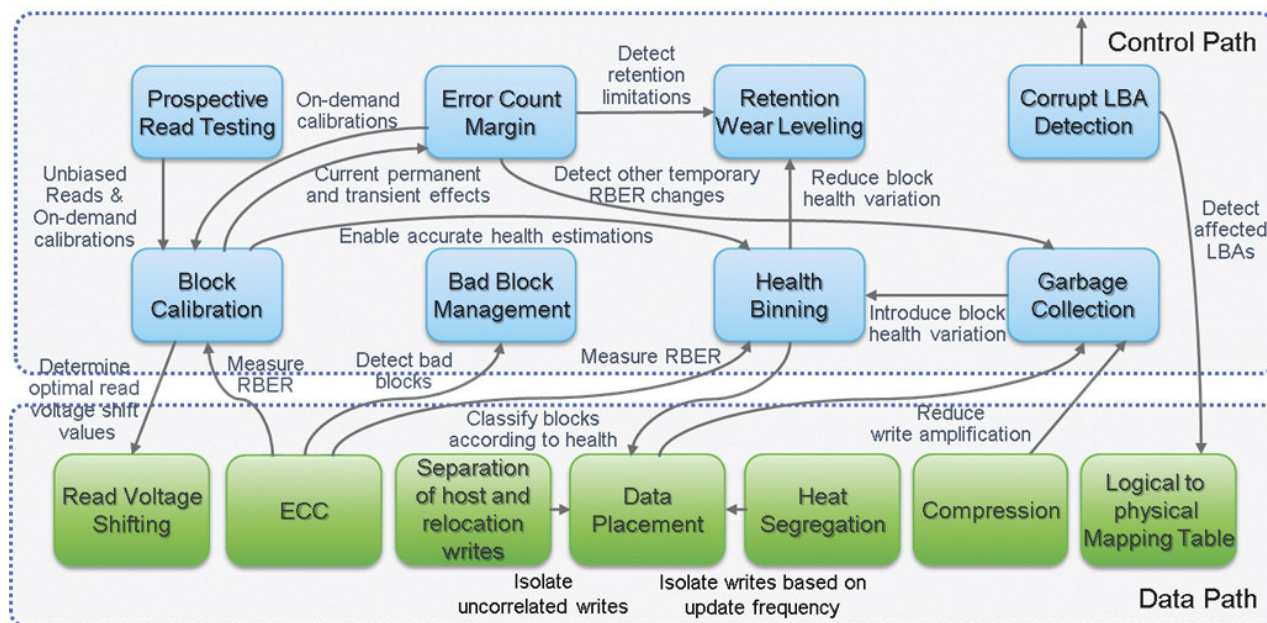 Control Path
Prospective
Read Testing
On-demand
calibrations
Error Count
Margin
Detect
retention
limitations
Retention
Wear Leveling
Corrupt LBA
Detection
Unbiased
Reads &
On-demand
calibrations
Current permanent
and transient effects
Detect other temporary
RBER changes
Reduce block
health variation
Detect
affected
LBAs
Enable accurate health estimations
Block
Calibration
Bad Block
Management
Health
Binning
Introduce block
health variation
Garbage
Collection
Determine
optimal read
voltage shift
values
Measure
RBER
Detect bad
blocks
Measure RBER
Classify blocks
according to health
Reduce
write amplification
Read Voltage
Shifting
ECC
Separation
of host and
relocation
writes
Data
Placement
Heat
Segregation
Compression
Logical to
physical
Mapping Table
Isolate
uncorrelated writes
Isolate writes based on
update frequency
Data Path